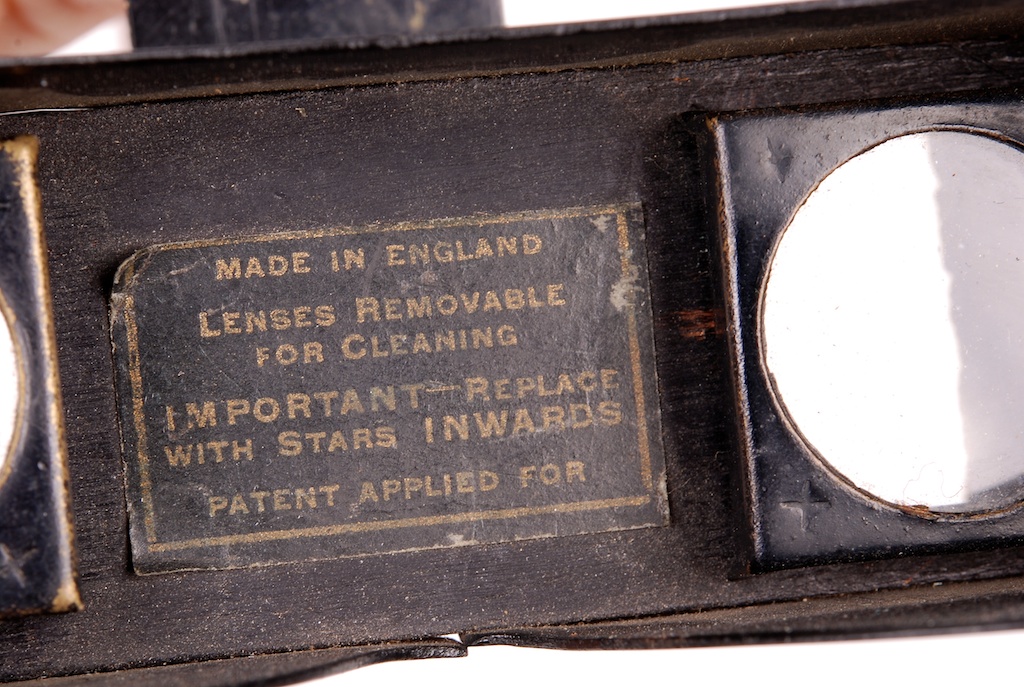 MADE IN ENGLAND
LENSES REMOVABLE
FOR CLEANING
IMPORTANT—REPLACE
WITH STARS INWARDS
PATENT APPLIED FOR